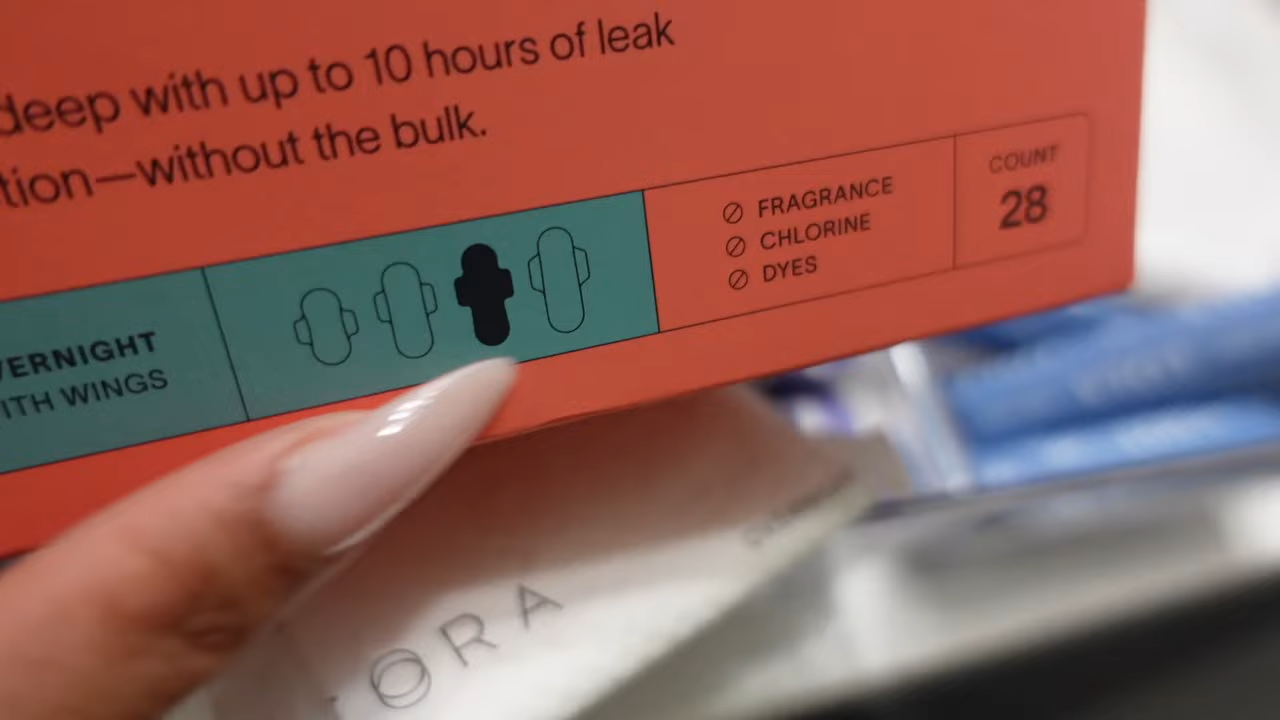 deep with up to 10 hours of leak
tion—without the bulk.
VERNIGHT
ITH WINGS
FRAGRANCE
CHLORINE
DYES
COUNT
28
ORA